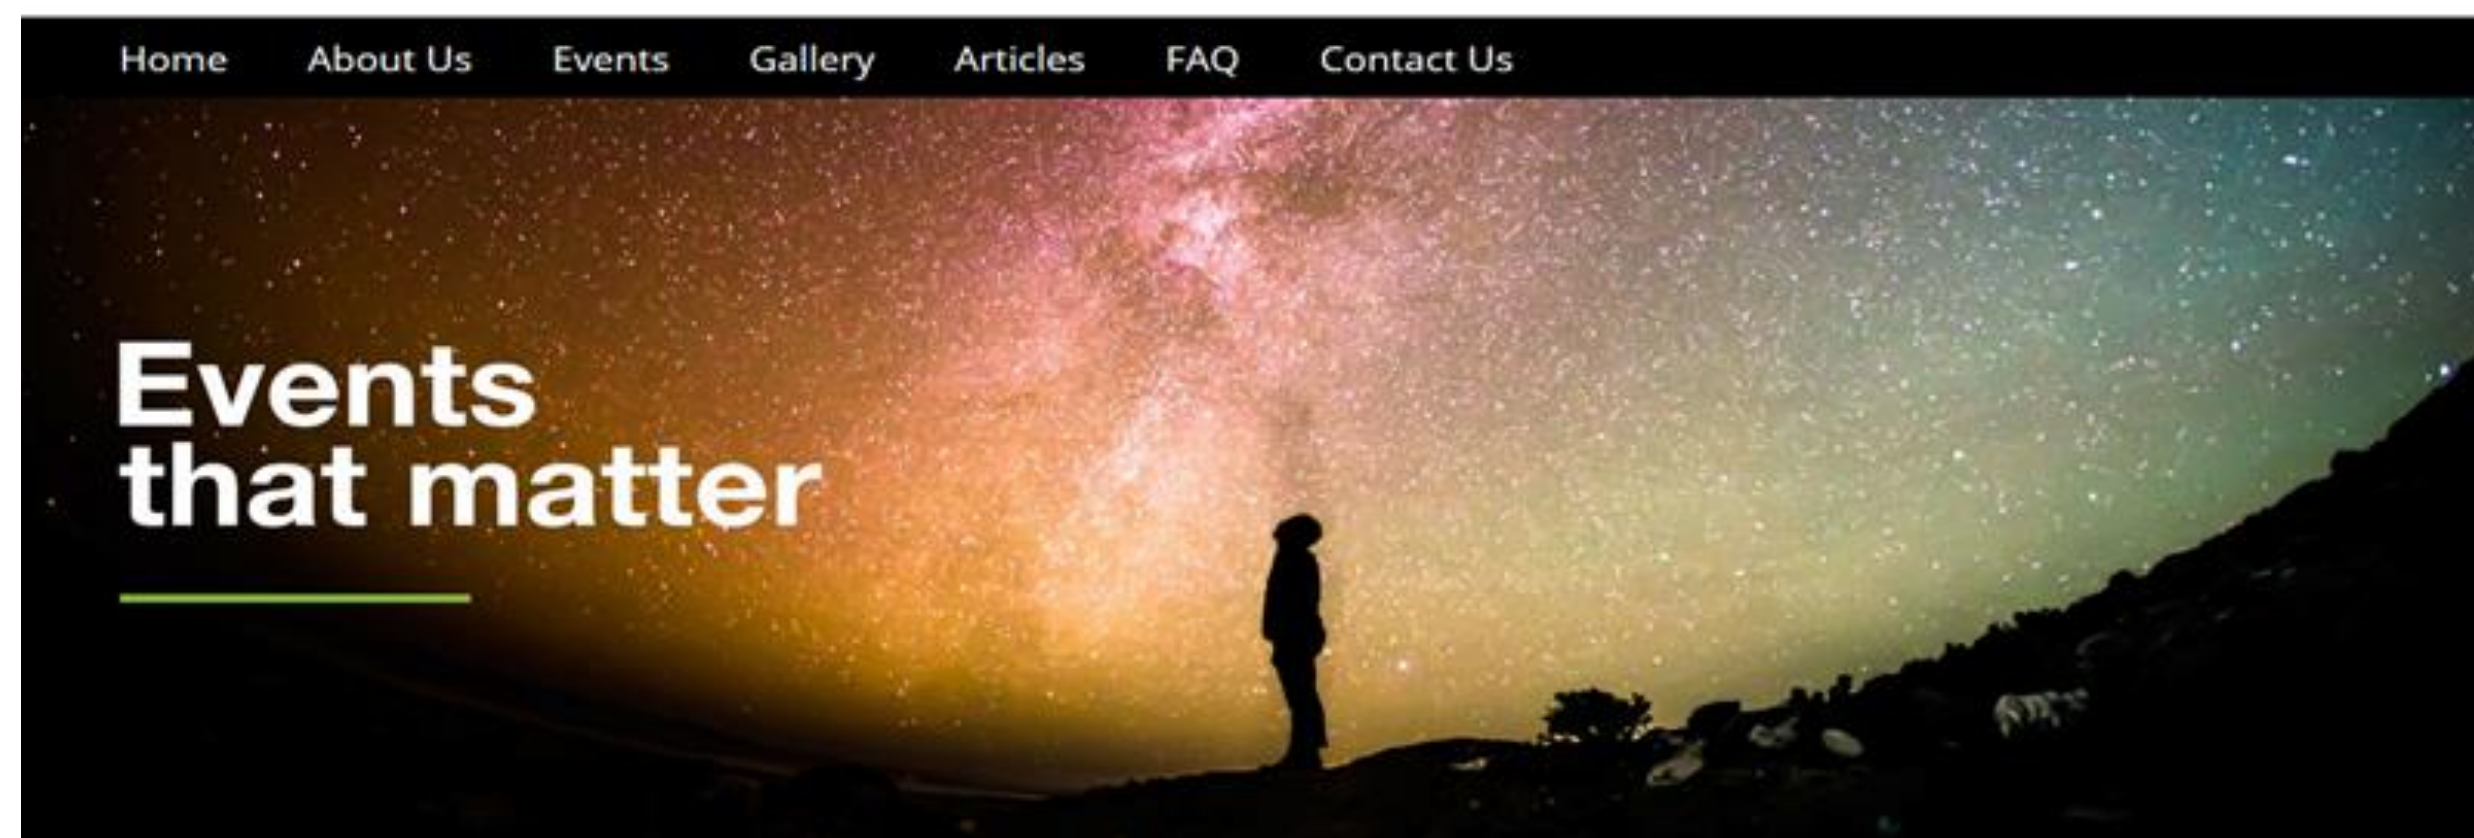 Home About Us Events Gallery Articles FAQ Contact Us
Events
that matter